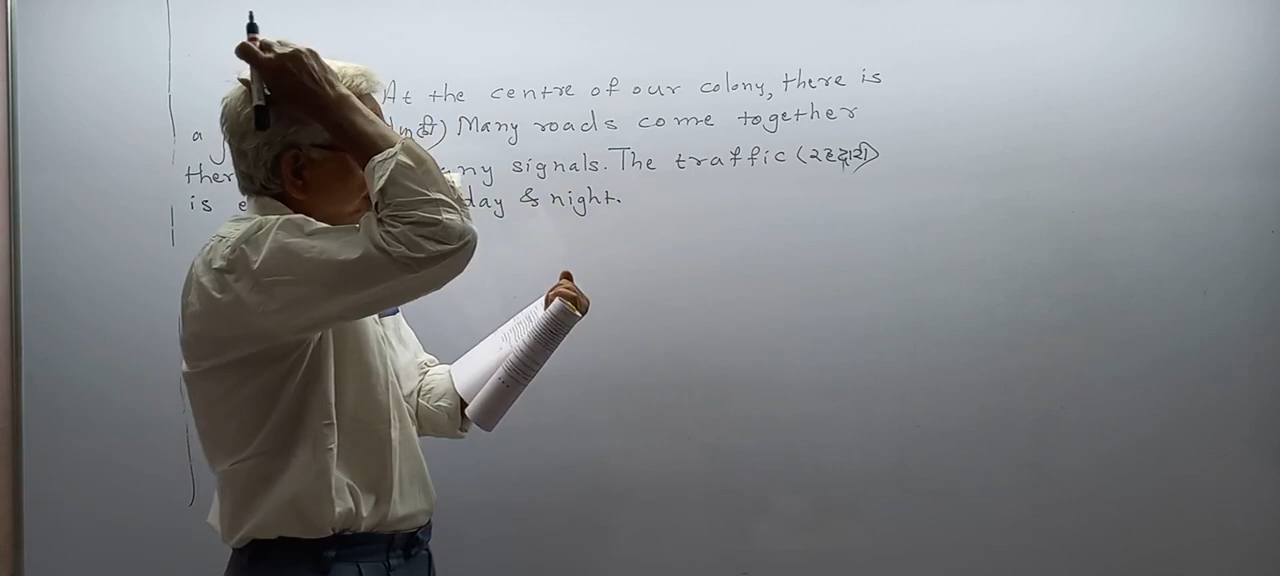 At the centre of our colony, there is
a Many roads come together
signals. The traffic (रहदारी)
is day & night.